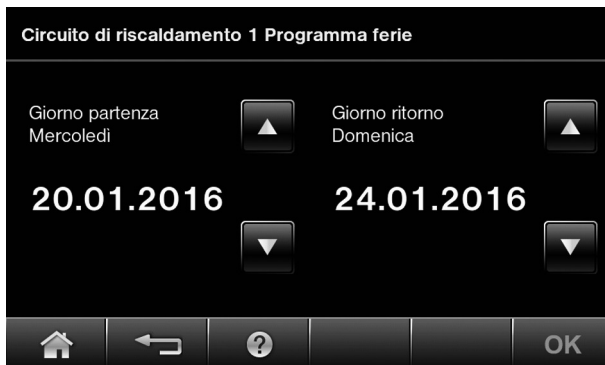 Circuito di riscaldamento 1 Programma ferie
Giorno partenza
Mercoledì
20.01.2016
Giorno ritorno
Domenica
24.01.2016
?
OK